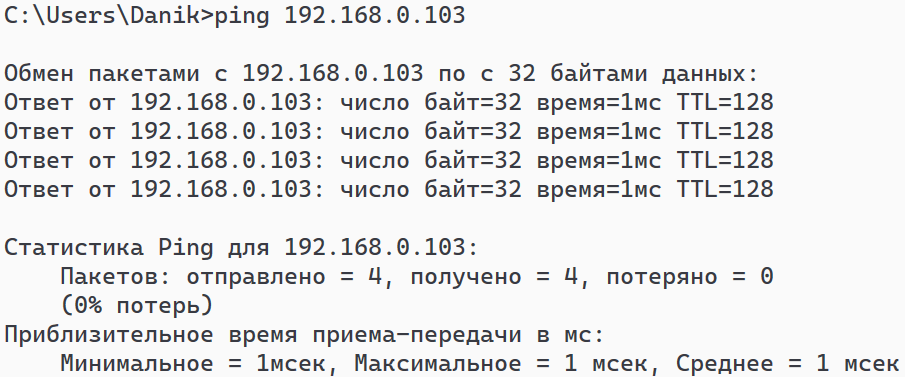 C:\Users\Danik>ping 192.168.0.103
Обмен пакетами с 192.168.0.103 по с 32 байтами данных:
Ответ от 192.168.0.103: число байт=32 время=1мс TTL=128
Ответ от 192.168.0.103: число байт=32 время=1мс TTL=128
Ответ от 192.168.0.103: число байт=32 время=1мс TTL=128
Ответ от 192.168.0.103: число байт=32 время=1мс TTL=128
Статистика Ping для 192.168.0.103:
Пакетов: отправлено = 4, получено = 4, потеряно = 0
(0% потерь)
Приблизительное время приема-передачи в мс:
Минимальное = 1мсек, Максимальное = 1 мсек, Среднее = 1 мсек